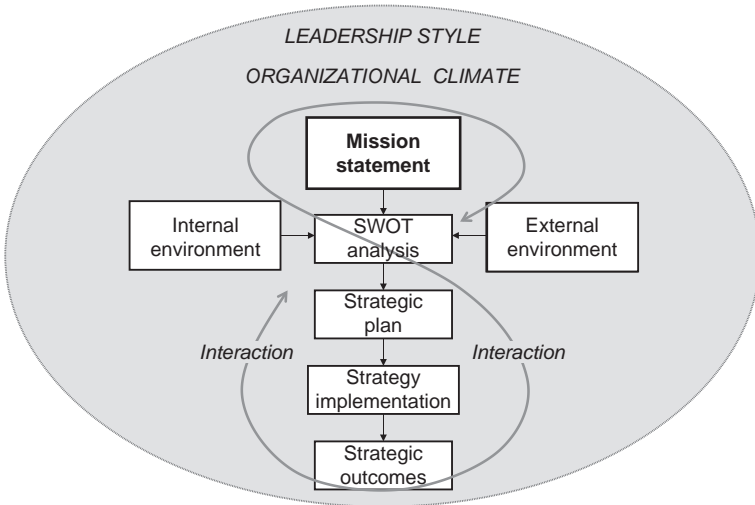 LEADERSHIP STYLE
ORGANIZATIONAL CLIMATE
Mission
statement
Internal
environment
SWOT
analysis
External
environment
Strategic
plan
Interaction
Interaction
Strategy
implementation
Strategic
outcomes